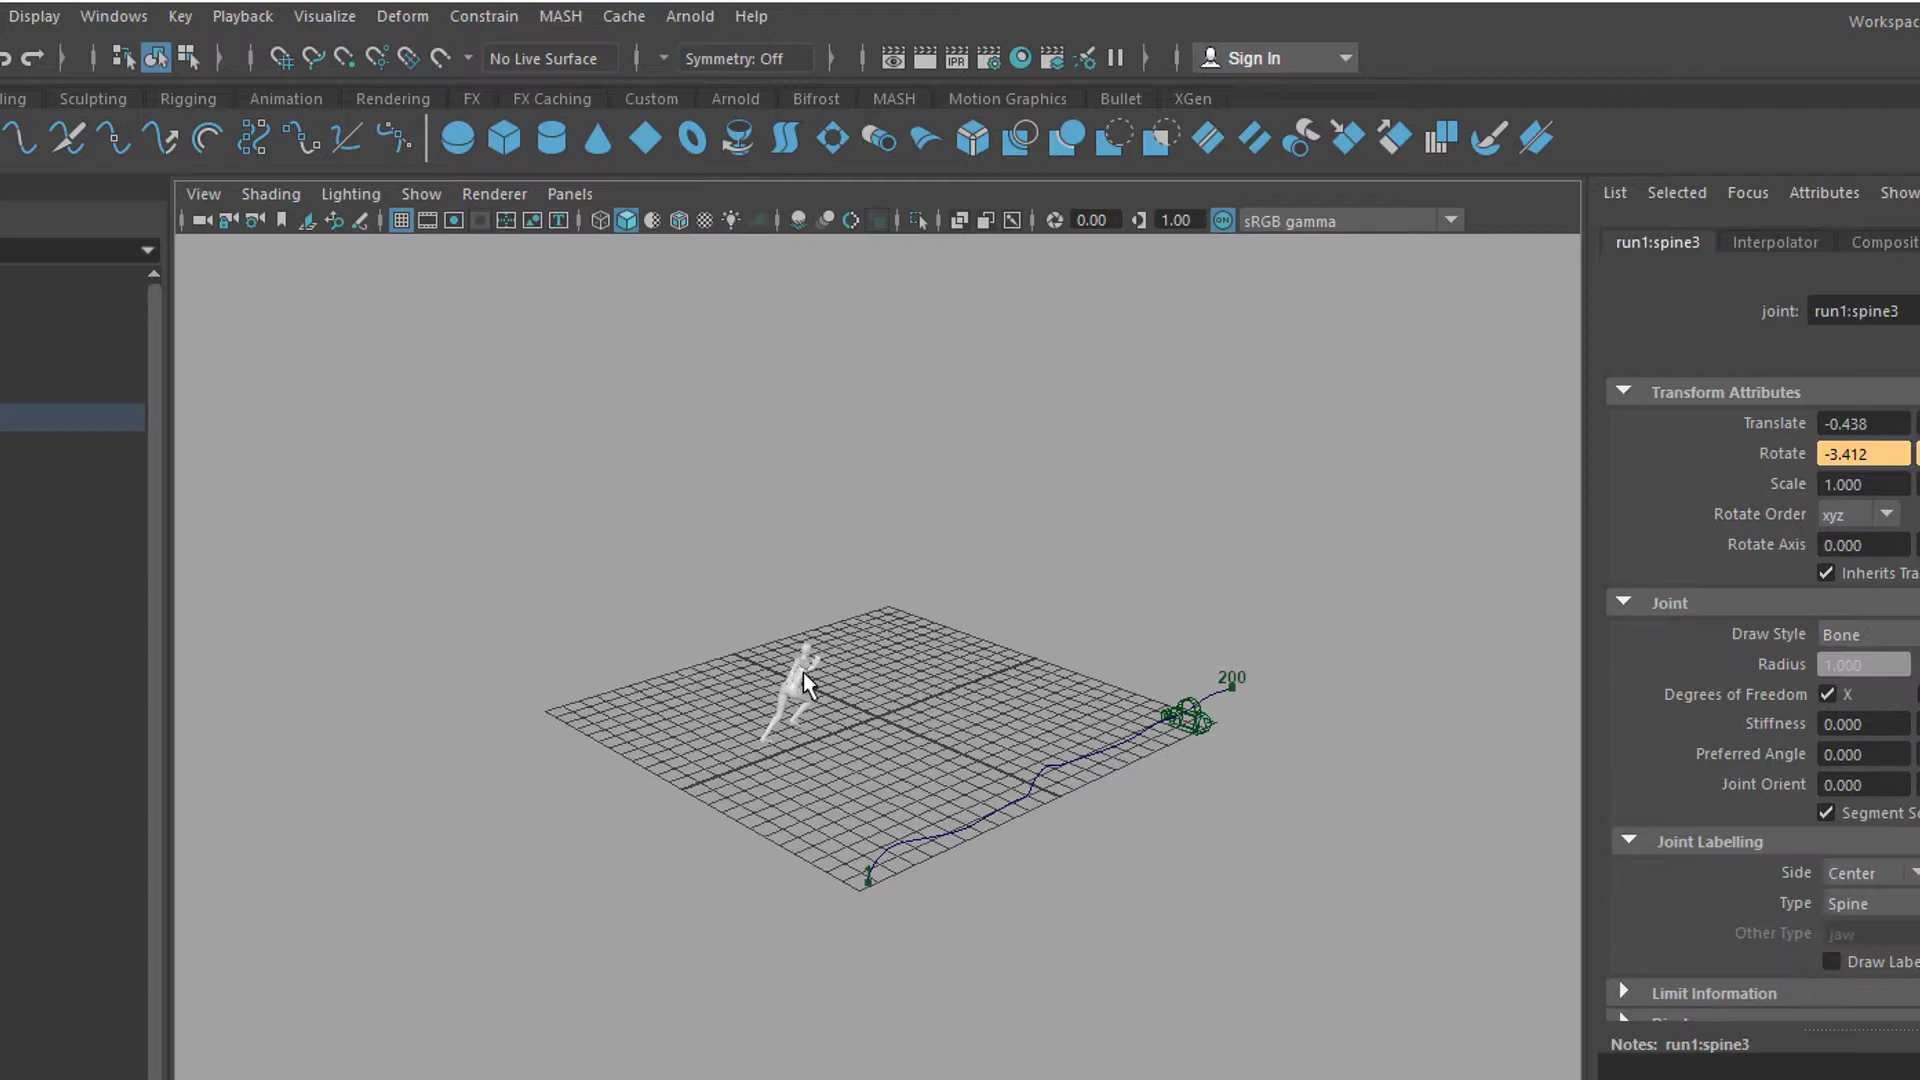 Display Windows Key Playback Visualize Deform Constrain MASH Cache Arnold Help
Workspac
No Live Surface
Symmetry: Off
IPR
Sign In
ling Sculpting Rigging Animation Rendering FX FX Caching Custom Arnold Bifrost MASH Motion Graphics Bullet XGen
View Shading Lighting Show Renderer Panels
0.00
1.00
ON
sRGB gamma
200
List Selected Focus Attributes Show
run1:spine3 Interpolator Composit
joint: run1:spine3
Transform Attributes
Translate -0.438
Rotate -3.412
Scale 1.000
Rotate Order xyz
Rotate Axis 0.000
Inherits Tra
Joint
Draw Style Bone
Radius 1.000
Degrees of Freedom X
Stiffness 0.000
Preferred Angle 0.000
Joint Orient 0.000
Segment Sc
Joint Labelling
Side Center
Type Spine
Other Type jaw
Draw Labe
Limit Information
Notes: run1:spine3